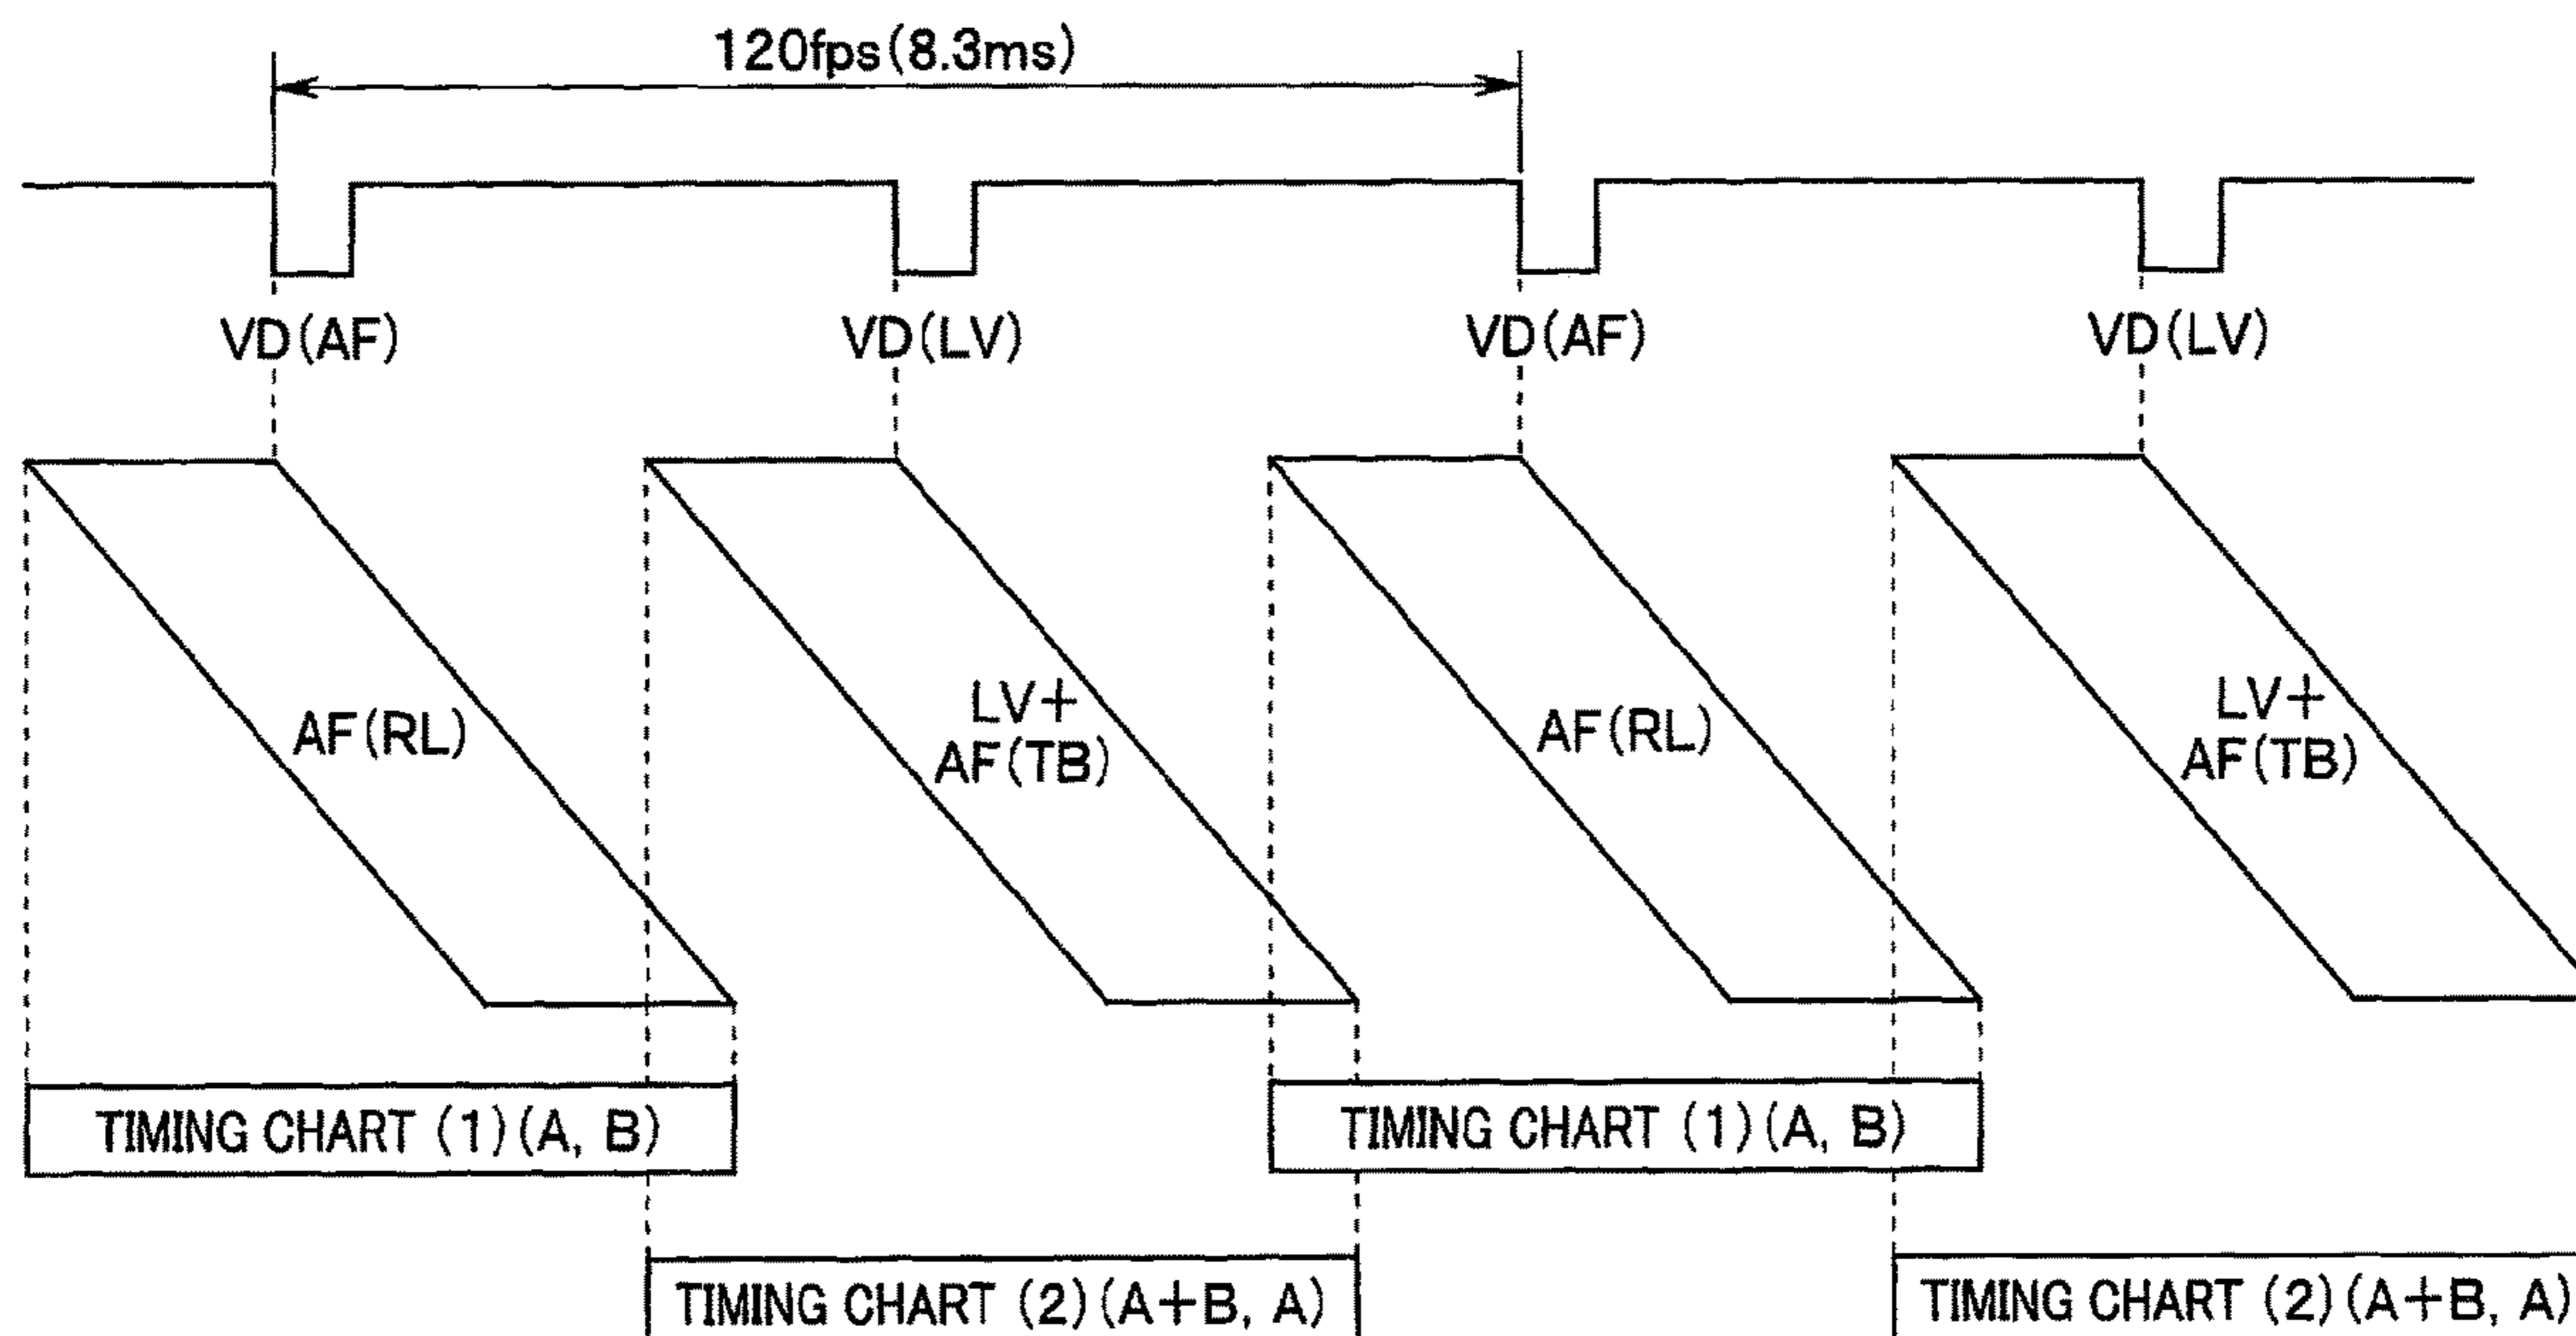 120fps(8.3ms)
VD(AF)
VD(LV)
VD(AF)
VD(LV)
AF(RL)
LV+
AF(TB)
AF(RL)
LV+
AF(TB)
TIMING CHART (1)(A, B)
TIMING CHART (1)(A, B)
TIMING CHART (2)(A+B, A)
TIMING CHART (2)(A+B, A)